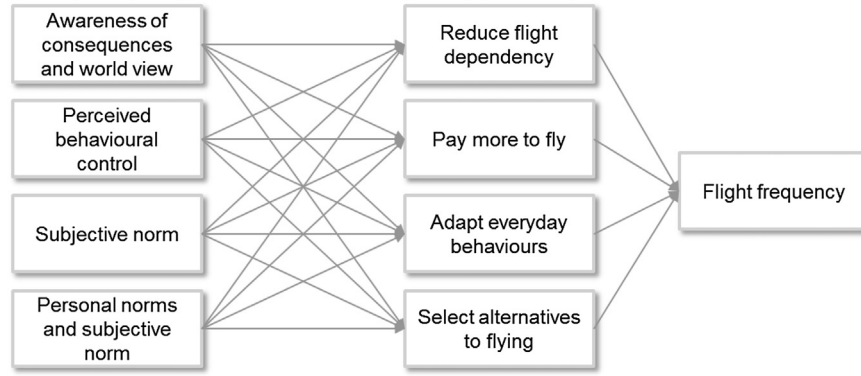 Awareness of
consequences
and world view
Perceived
behavioural
control
Subjective norm
Personal norms
and subjective
norm
Reduce flight
dependency
Pay more to fly
Adapt everyday
behaviours
Select alternatives
to flying
Flight frequency